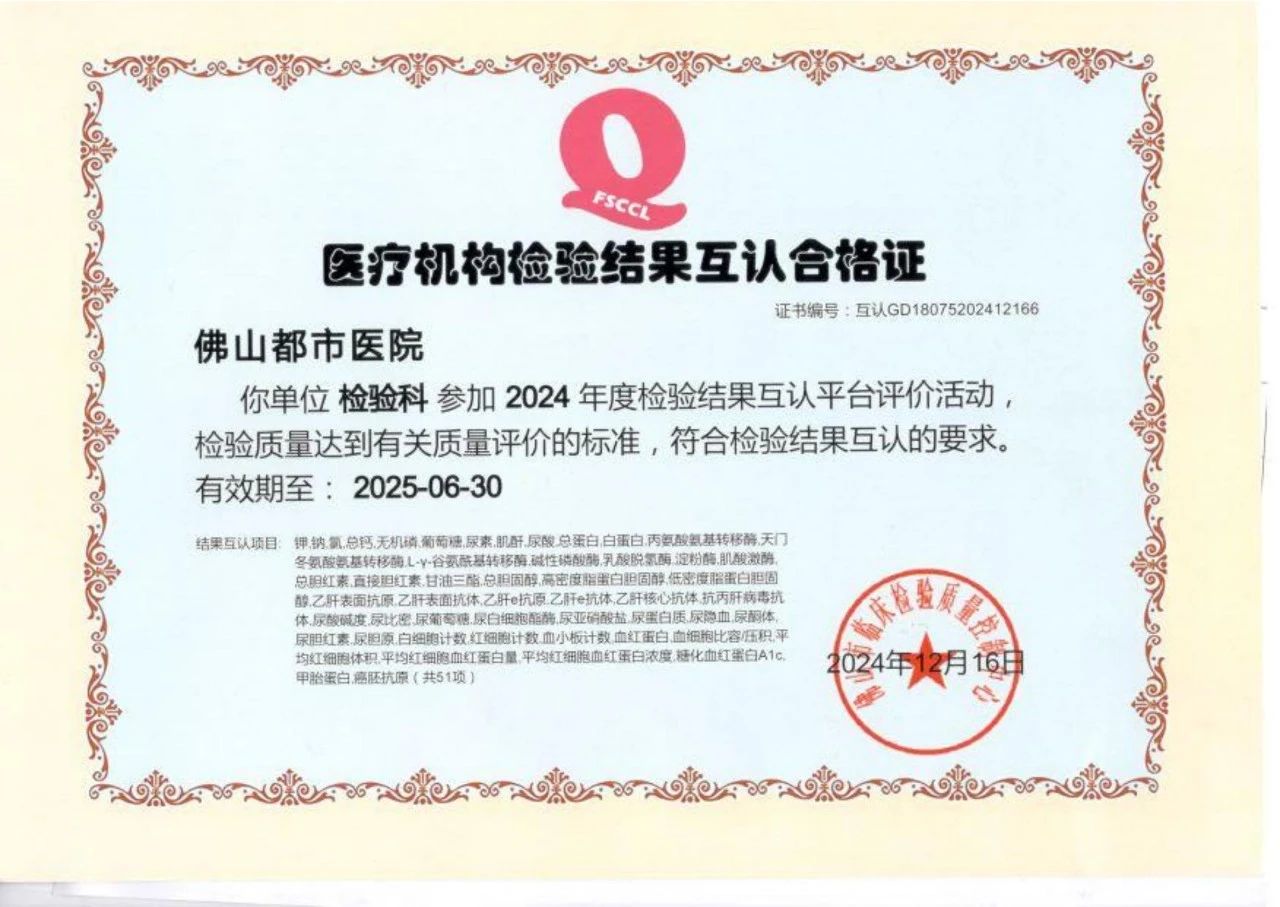 FSCCL
医疗机构检验结果互认合格证
证书编号：互认GD18075202412166
佛山都市医院
你单位 检验科 参加 2024 年度检验结果互认平台评价活动，
检验质量达到有关质量评价的标准，符合检验结果互认的要求。
有效期至： 2025-06-30
结果互认项目: 钾,钠,氯,总钙,无机磷,葡萄糖,尿素,肌酐,尿酸,总蛋白,白蛋白,丙氨酸氨基转移酶,天门
冬氨酸氨基转移酶,L-γ-谷氨酰基转移酶,碱性磷酸酶,乳酸脱氢酶,淀粉酶,肌酸激酶,
总胆红素,直接胆红素,甘油三酯,总胆固醇,高密度脂蛋白胆固醇,低密度脂蛋白胆固
醇,乙肝表面抗原,乙肝表面抗体,乙肝e抗原,乙肝e抗体,乙肝核心抗体,抗丙肝病毒抗
体,尿酸碱度,尿比密,尿葡萄糖,尿白细胞酯酶,尿亚硝酸盐,尿蛋白质,尿隐血,尿酮体,
尿胆红素,尿胆原,白细胞计数,红细胞计数,血小板计数,血红蛋白,血细胞比容/压积,平
均红细胞体积,平均红细胞血红蛋白量,平均红细胞血红蛋白浓度,糖化血红蛋白A1c,
甲胎蛋白,癌胚抗原（共51项）
佛山市临床检验质量控制中心
2024年12月16日